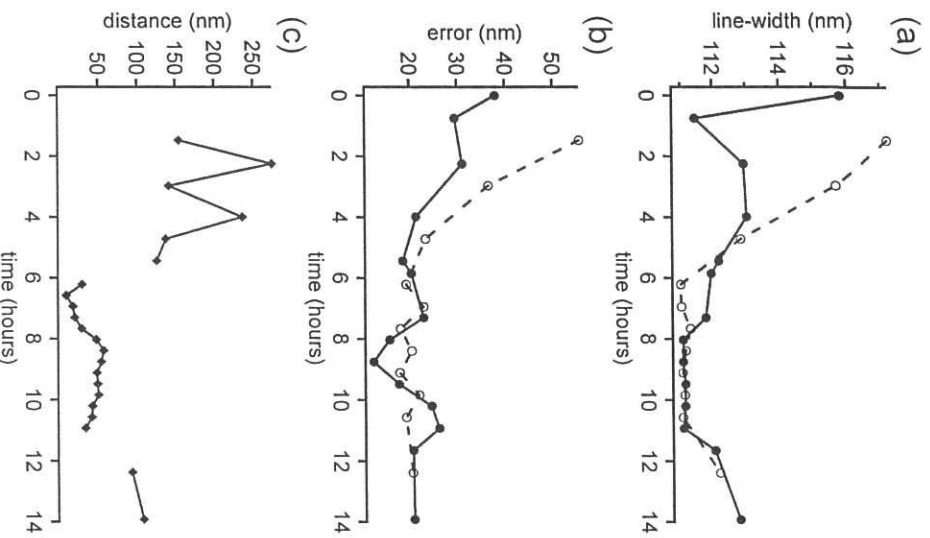 (a)
line-width (nm)
112 114 116
0 2 4 6 8 10 12 14
time (hours)
(b)
error (nm)
20 30 40 50
0 2 4 6 8 10 12 14
time (hours)
(c)
distance (nm)
50 100 150 200 250
0 2 4 6 8 10 12 14
time (hours)